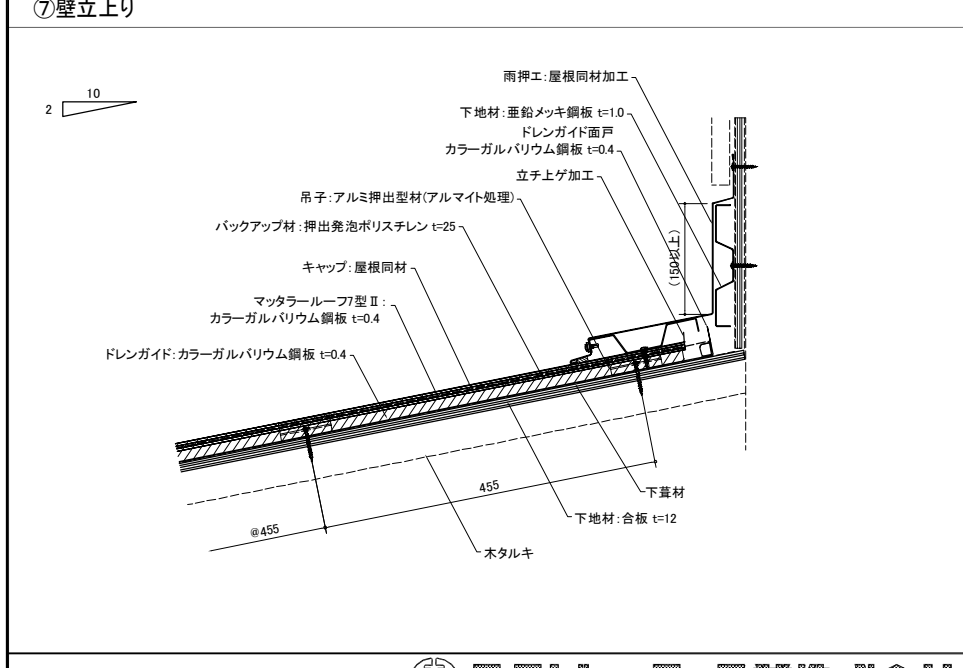 ⑦壁立上り
10
2
雨押エ:屋根同材加工
下地材:亜鉛メッキ鋼板 t=1.0
ドレンガイド面戸
カラーガルバリウム鋼板 t=0.4
立チ上ゲ加工
吊子:アルミ押出型材(アルマイト処理)
バックアップ材:押出発泡ポリスチレン t=25
キャップ:屋根同材
マッタラールーフ7型Ⅱ:
カラーガルバリウム鋼板 t=0.4
ドレンガイド:カラーガルバリウム鋼板 t=0.4
(150以上)
455
@455
下葺材
下地材:合板 t=12
木タルキ